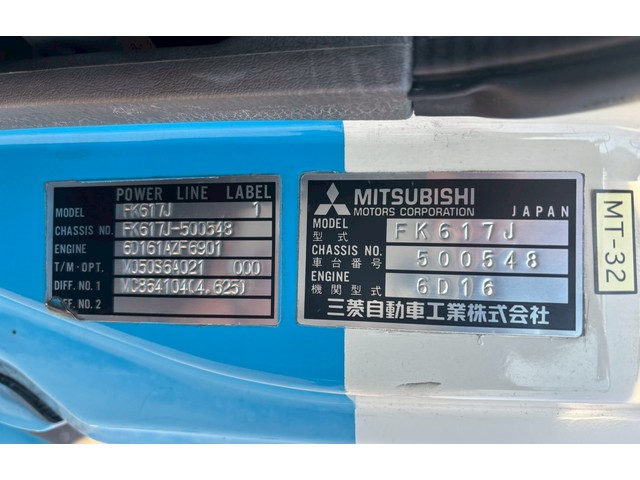 POWER LINE LABEL
MODEL FK617J 1
CHASSIS NO. FK617J-500548
ENGINE 6D161AZF6901
T/M·OPT. M050S6A021 000
DIFF. NO. 1 MC864104(4,625)
DIFF. NO. 2
MITSUBISHI
MOTORS CORPORATION JAPAN
MODEL
型式 FK617J
CHASSIS NO
車台番号 500548
ENGINE
機関型式 6D16
三菱自動車工業株式会社
MT-32